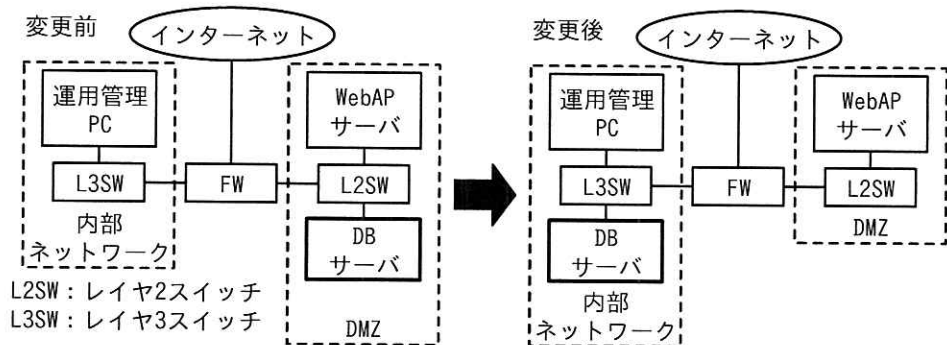 変更前
インターネット
運用管理
PC
WebAP
サーバ
L3SW
FW
L2SW
内部
ネットワーク
DB
サーバ
DMZ
L2SW:レイヤ2スイッチ
L3SW:レイヤ3スイッチ
変更後
インターネット
運用管理
PC
WebAP
サーバ
L3SW
FW
L2SW
DMZ
DB
サーバ
内部
ネットワーク